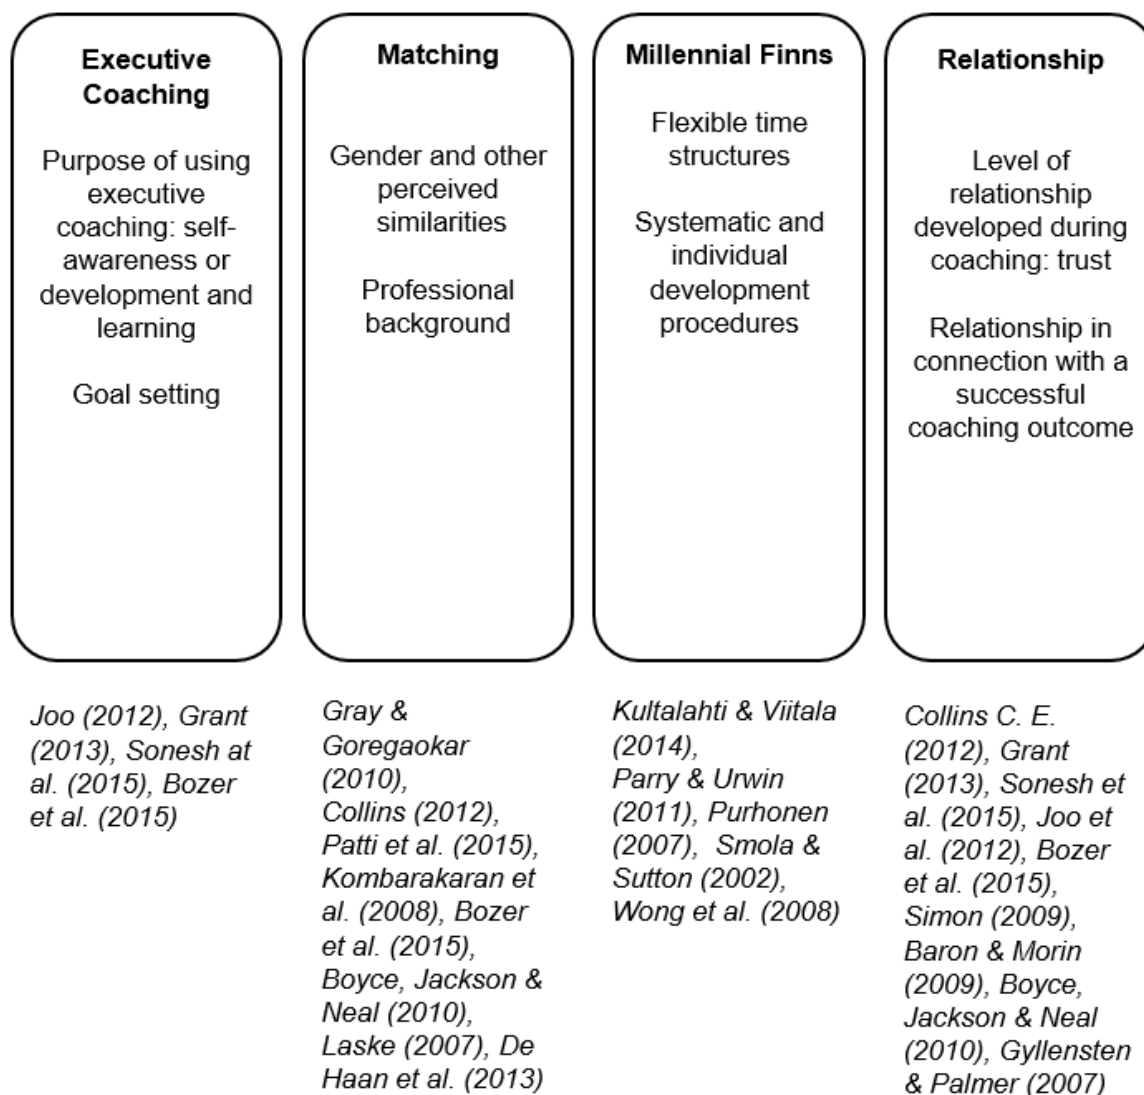 Executive
Coaching
Purpose of using
executive
coaching: self-
awareness or
development and
learning
Goal setting
Matching
Gender and other
perceived
similarities
Professional
background
Millennial Finns
Flexible time
structures
Systematic and
individual
development
procedures
Relationship
Level of
relationship
developed during
coaching: trust
Relationship in
connection with a
successful
coaching outcome
Joo (2012), Grant
(2013), Sonesh at
al. (2015), Bozer
et al. (2015)
Gray &
Goregaokar
(2010),
Collins (2012),
Patti et al. (2015),
Kombarakaran et
al. (2008), Bozer
et al. (2015),
Boyce, Jackson &
Neal (2010),
Laske (2007), De
Haan et al. (2013)
Kultalahti & Viitala
(2014),
Parry & Urwin
(2011), Purhonen
(2007), Smola &
Sutton (2002),
Wong et al. (2008)
Collins C. E.
(2012), Grant
(2013), Sonesh et
al. (2015), Joo et
al. (2012), Bozer
et al. (2015),
Simon (2009),
Baron & Morin
(2009), Boyce,
Jackson & Neal
(2010), Gyllensten
& Palmer (2007)